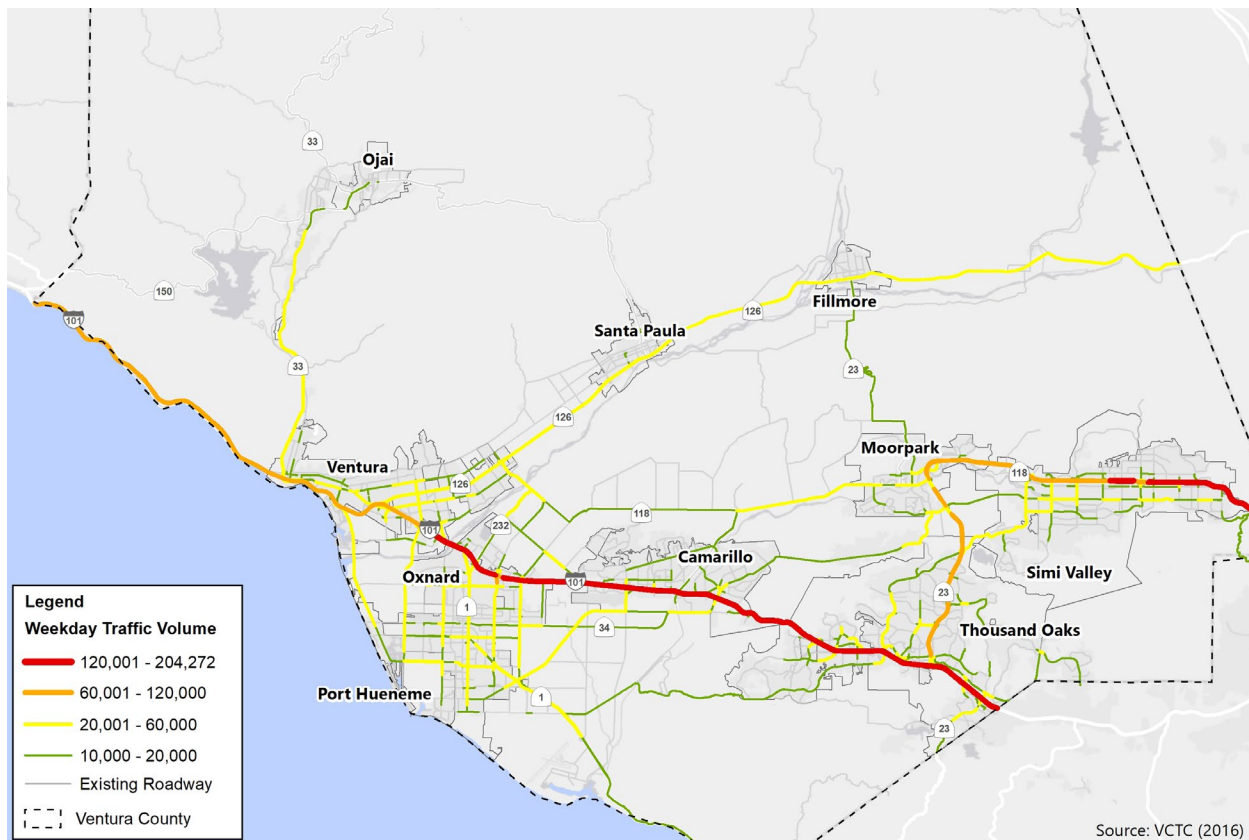 33
Ojai
150
101
Fillmore
126
Santa Paula
33
23
126
Moorpark
Ventura
118
126
118
232
101
Camarillo
101
Oxnard
Simi Valley
23
1
34
Thousand Oaks
Port Hueneme
1
23
Legend
Weekday Traffic Volume
120,001 - 204,272
60,001 - 120,000
20,001 - 60,000
10,000 - 20,000
Existing Roadway
Ventura County
Source: VCTC (2016)